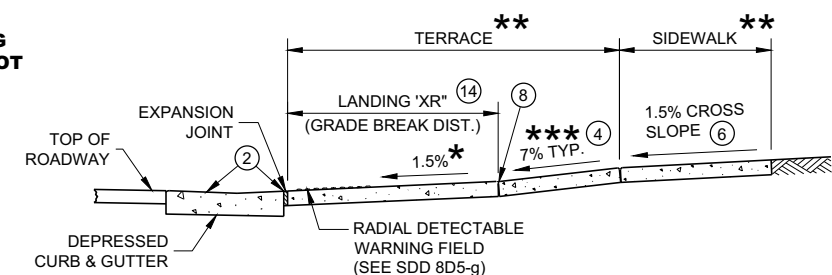 G
OT
TERRACE **
SIDEWALK **
LANDING 'XR" 14
(GRADE BREAK DIST.)
8
EXPANSION
JOINT
TOP OF
ROADWAY
2
1.5%*
*** 4
7% TYP.
1.5% CROSS
SLOPE 6
DEPRESSED
CURB & GUTTER
RADIAL DETECTABLE
WARNING FIELD
(SEE SDD 8D5-g)